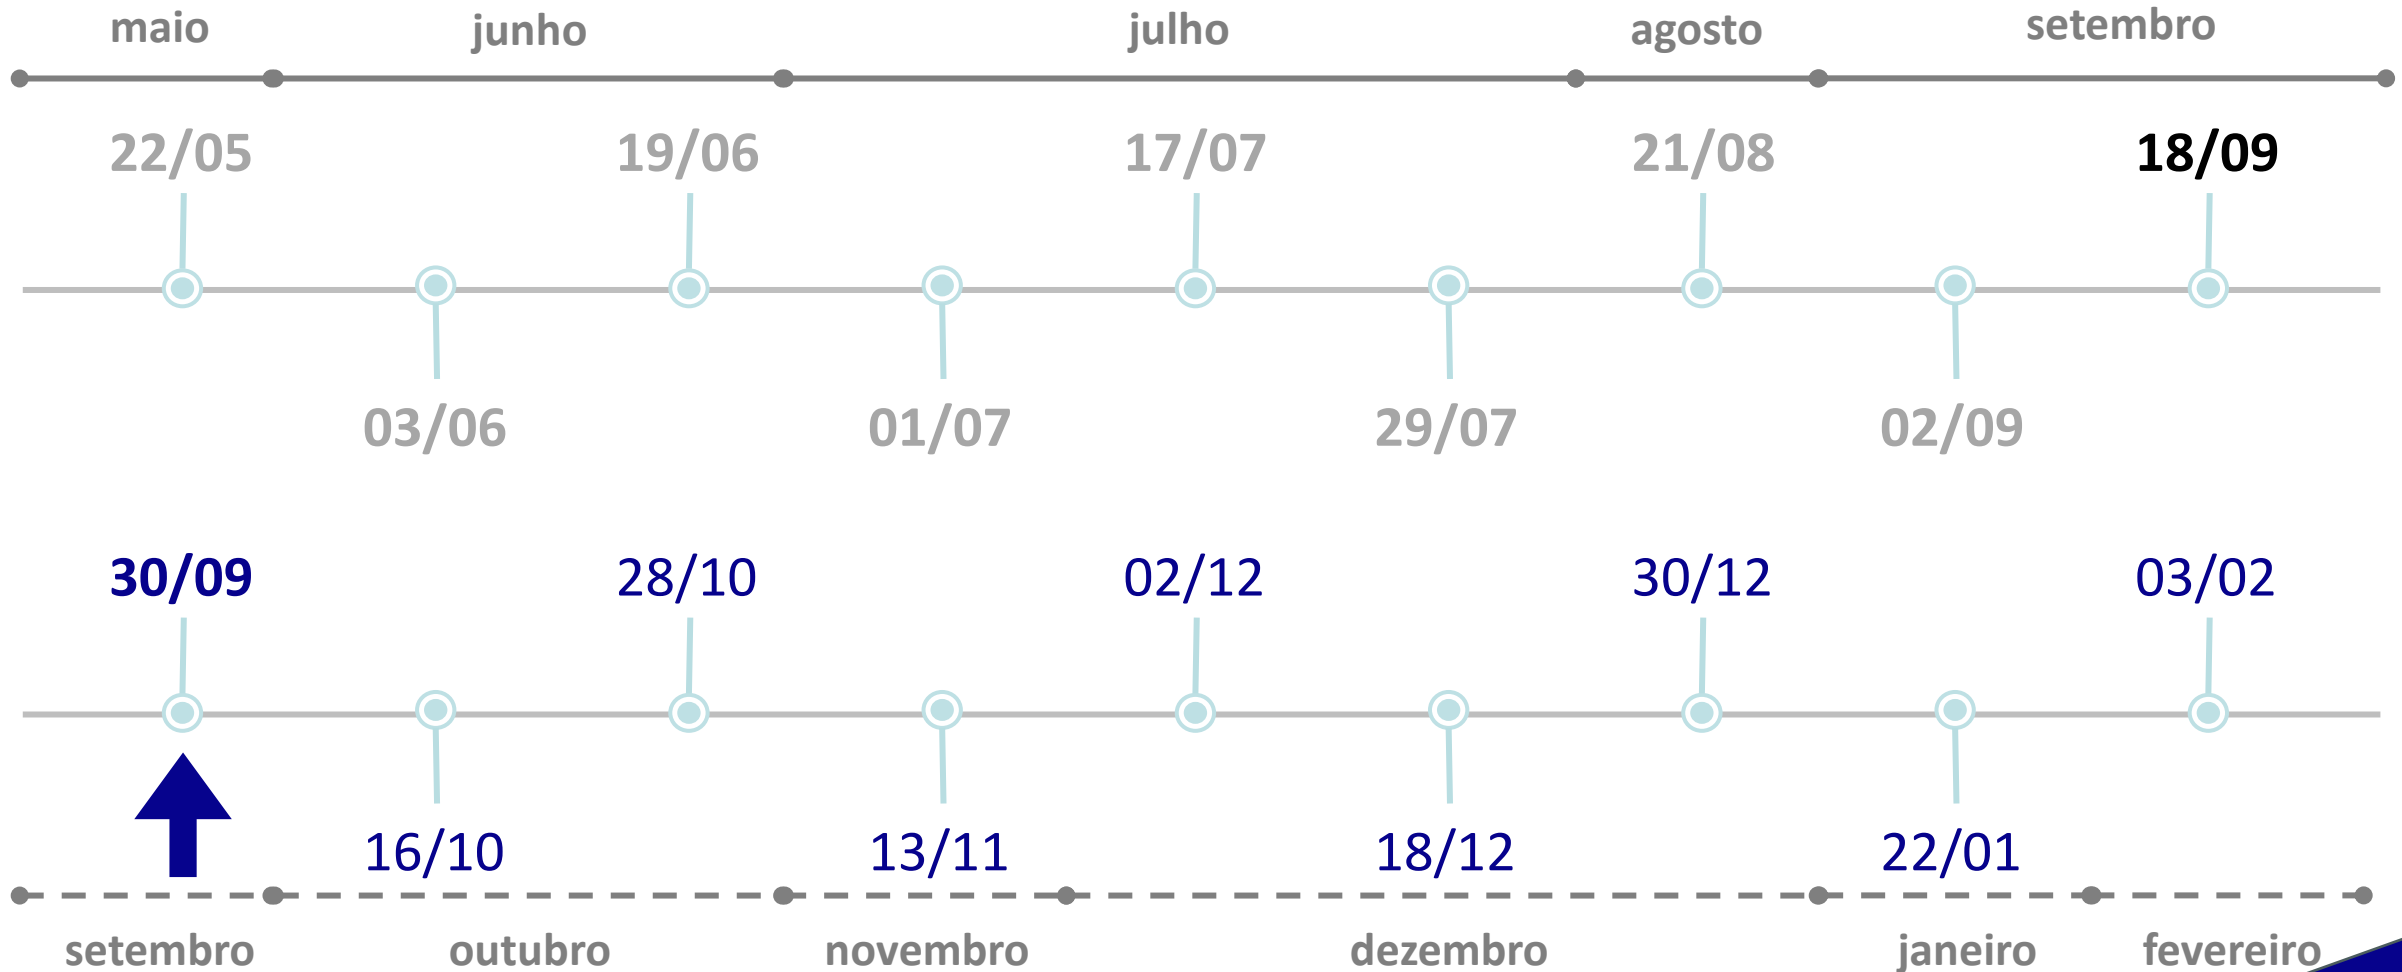 maio junho julho agosto setembro
22/05 19/06 17/07 21/08 18/09
03/06 01/07 29/07 02/09
30/09 28/10 02/12 30/12 03/02
16/10 13/11 18/12 22/01
setembro outubro novembro dezembro janeiro fevereiro